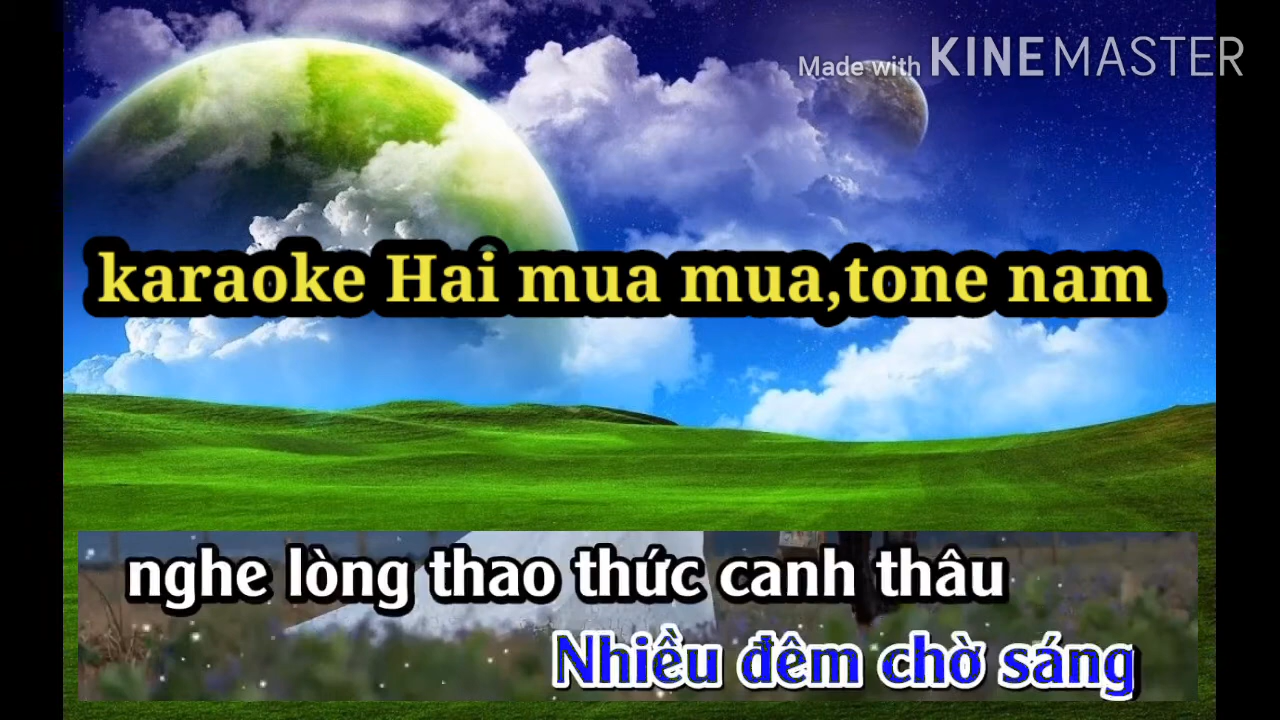 Made with KINEMASTER
karaoke Hai mua mua,tone nam
nghe lòng thao thức canh thâu
Nhiều đêm chờ sáng